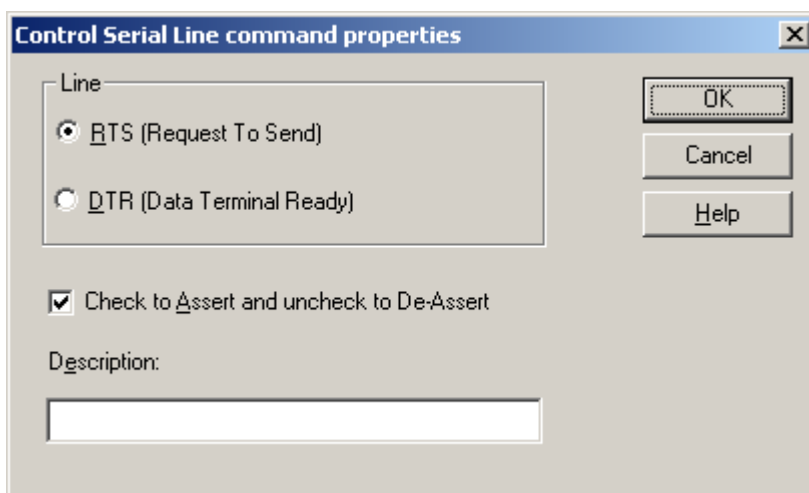 Control Serial Line command properties
Line
RTS (Request To Send)
DTR (Data Terminal Ready)
OK
Cancel
Help
Check to Assert and uncheck to De-Assert
Description: